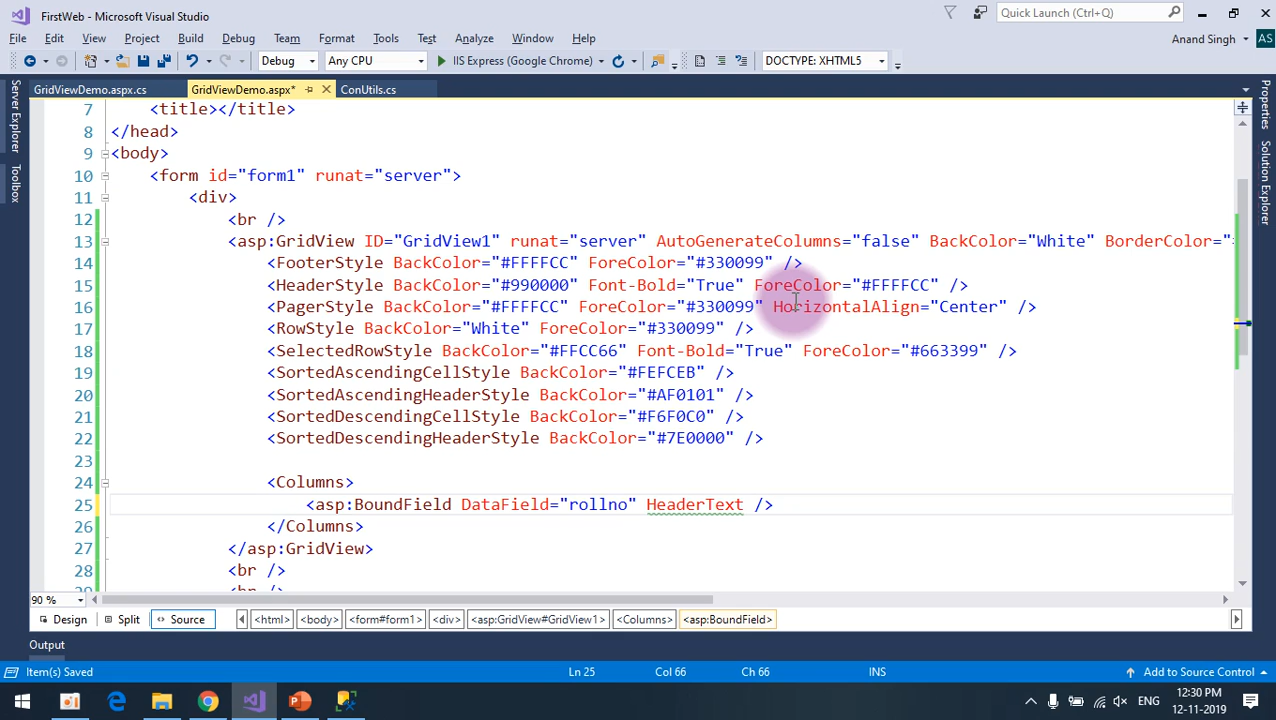 FirstWeb - Microsoft Visual Studio
Quick Launch (Ctrl+Q)
File Edit View Project Build Debug Team Format Tools Test Analyze Window Help
Anand Singh AS
Debug Any CPU IIS Express (Google Chrome) DOCTYPE: XHTML5
GridViewDemo.aspx.cs GridViewDemo.aspx* ConUtils.cs
Server Explorer
Toolbox
Properties
Solution Explorer
7 <title></title>
8 </head>
9 <body>
10 <form id="form1" runat="server">
11 <div>
12 <br />
13 <asp:GridView ID="GridView1" runat="server" AutoGenerateColumns="false" BackColor="White" BorderColor="
14 <FooterStyle BackColor="#FFFFCC" ForeColor="#330099" />
15 <HeaderStyle BackColor="#990000" Font-Bold="True" ForeColor="#FFFFCC" />
16 <PagerStyle BackColor="#FFFFCC" ForeColor="#330099" HorizontalAlign="Center" />
17 <RowStyle BackColor="White" ForeColor="#330099" />
18 <SelectedRowStyle BackColor="#FFCC66" Font-Bold="True" ForeColor="#663399" />
19 <SortedAscendingCellStyle BackColor="#FEFCEB" />
20 <SortedAscendingHeaderStyle BackColor="#AF0101" />
21 <SortedDescendingCellStyle BackColor="#F6F0C0" />
22 <SortedDescendingHeaderStyle BackColor="#7E0000" />
23
24 <Columns>
25 <asp:BoundField DataField="rollno" HeaderText />
26 </Columns>
27 </asp:GridView>
28 <br />
29 <br />
90 %
Design Split Source <html> <body> <form#form1> <div> <asp:GridView#GridView1> <Columns> <asp:BoundField>
Output
Item(s) Saved Ln 25 Col 66 Ch 66 INS Add to Source Control
ENG 12:30 PM
12-11-2019